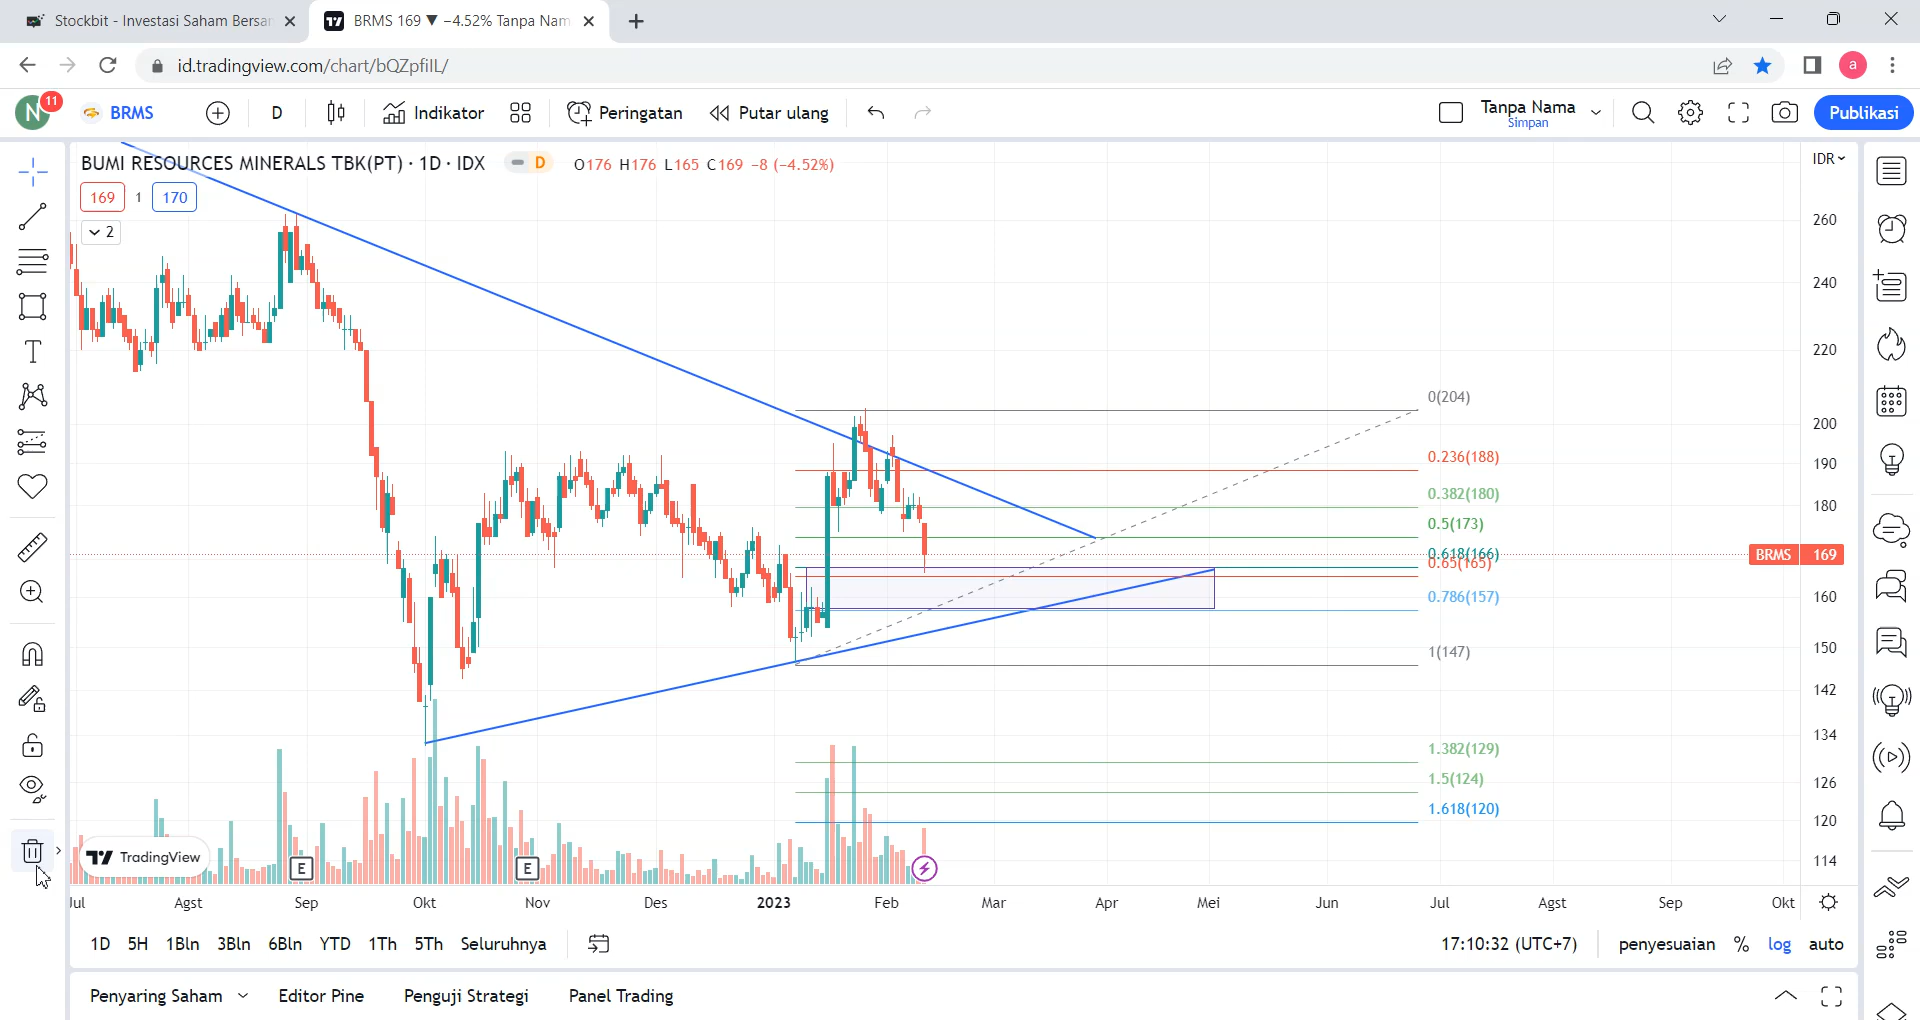 Stockbit - Investasi Saham Bersar
BRMS 169 ▼ −4.52% Tanpa Nam
id.tradingview.com/chart/bQZpfilL/
a
N
11
BRMS
D
Indikator
Peringatan
Putar ulang
Tanpa Nama
Simpan
Publikasi
BUMI RESOURCES MINERALS TBK(PT) · 1D · IDX
D
O176 H176 L165 C169 −8 (−4.52%)
IDR
169
1
170
2
260
240
220
200
190
180
BRMS 169
160
150
142
134
126
120
114
0(204)
0.236(188)
0.382(180)
0.5(173)
0.618(166)
0.65(165)
0.786(157)
1(147)
1.382(129)
1.5(124)
1.618(120)
TradingView
E
E
Jul
Agst
Sep
Okt
Nov
Des
2023
Feb
Mar
Apr
Mei
Jun
Jul
Agst
Sep
Okt
1D
5H
1Bln
3Bln
6Bln
YTD
1Th
5Th
Seluruhnya
17:10:32 (UTC+7)
penyesuaian
%
log
auto
Penyaring Saham
Editor Pine
Penguji Strategi
Panel Trading